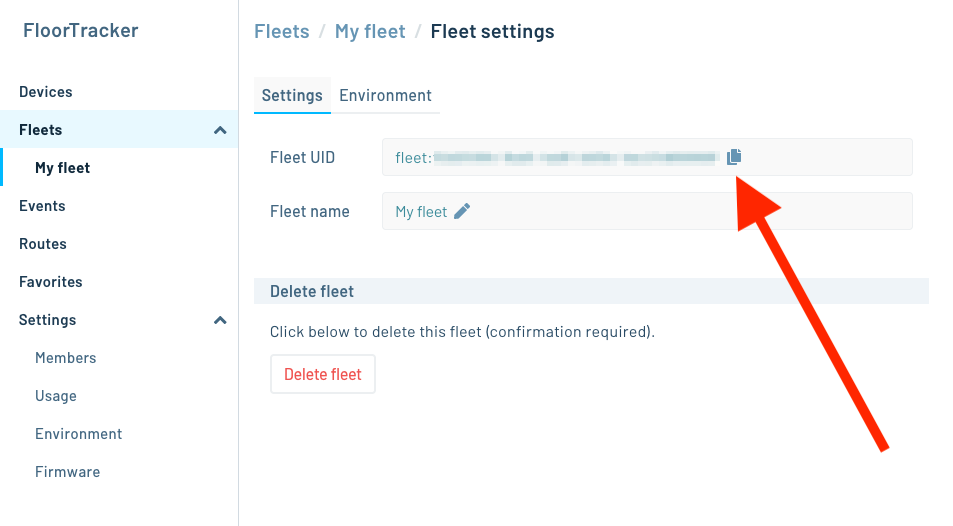 FloorTracker
Devices
Fleets
My fleet
Events
Routes
Favorites
Settings
Members
Usage
Environment
Firmware
Fleets / My fleet / Fleet settings
Settings Environment
Fleet UID fleet:
Fleet name My fleet
Delete fleet
Click below to delete this fleet (confirmation required).
Delete fleet